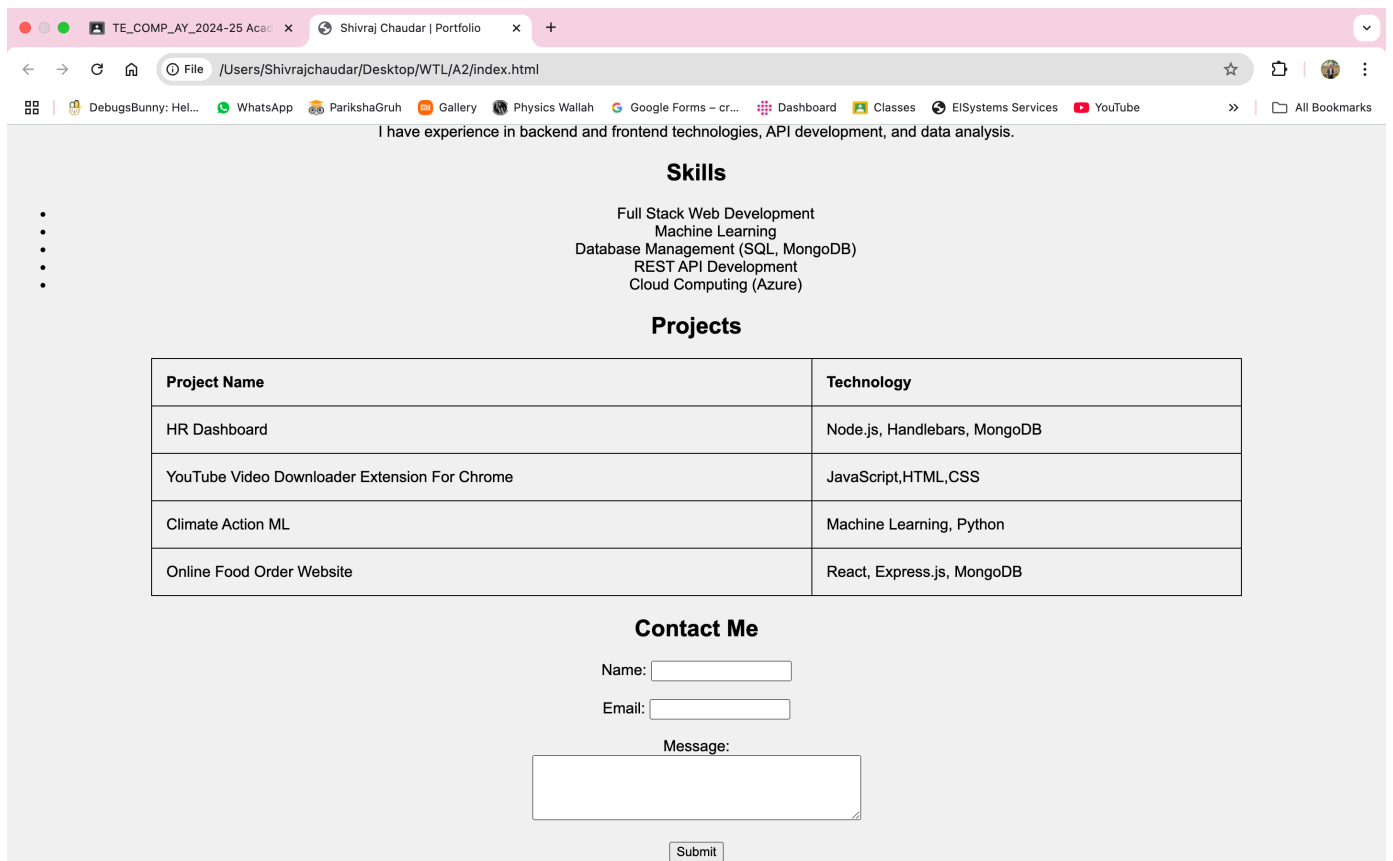 TE_COMP_AY_2024-25 Acad
Shivraj Chaudar | Portfolio
File /Users/Shivrajchaudar/Desktop/WTL/A2/index.html
DebugsBunny: Hel... WhatsApp ParikshaGruh Gallery Physics Wallah Google Forms – cr... Dashboard Classes EISystems Services YouTube » All Bookmarks
I have experience in backend and frontend technologies, API development, and data analysis.
Skills
• Full Stack Web Development
• Machine Learning
• Database Management (SQL, MongoDB)
• REST API Development
• Cloud Computing (Azure)
Projects
Project Name Technology
HR Dashboard Node.js, Handlebars, MongoDB
YouTube Video Downloader Extension For Chrome JavaScript,HTML,CSS
Climate Action ML Machine Learning, Python
Online Food Order Website React, Express.js, MongoDB
Contact Me
Name:
Email:
Message:
Submit